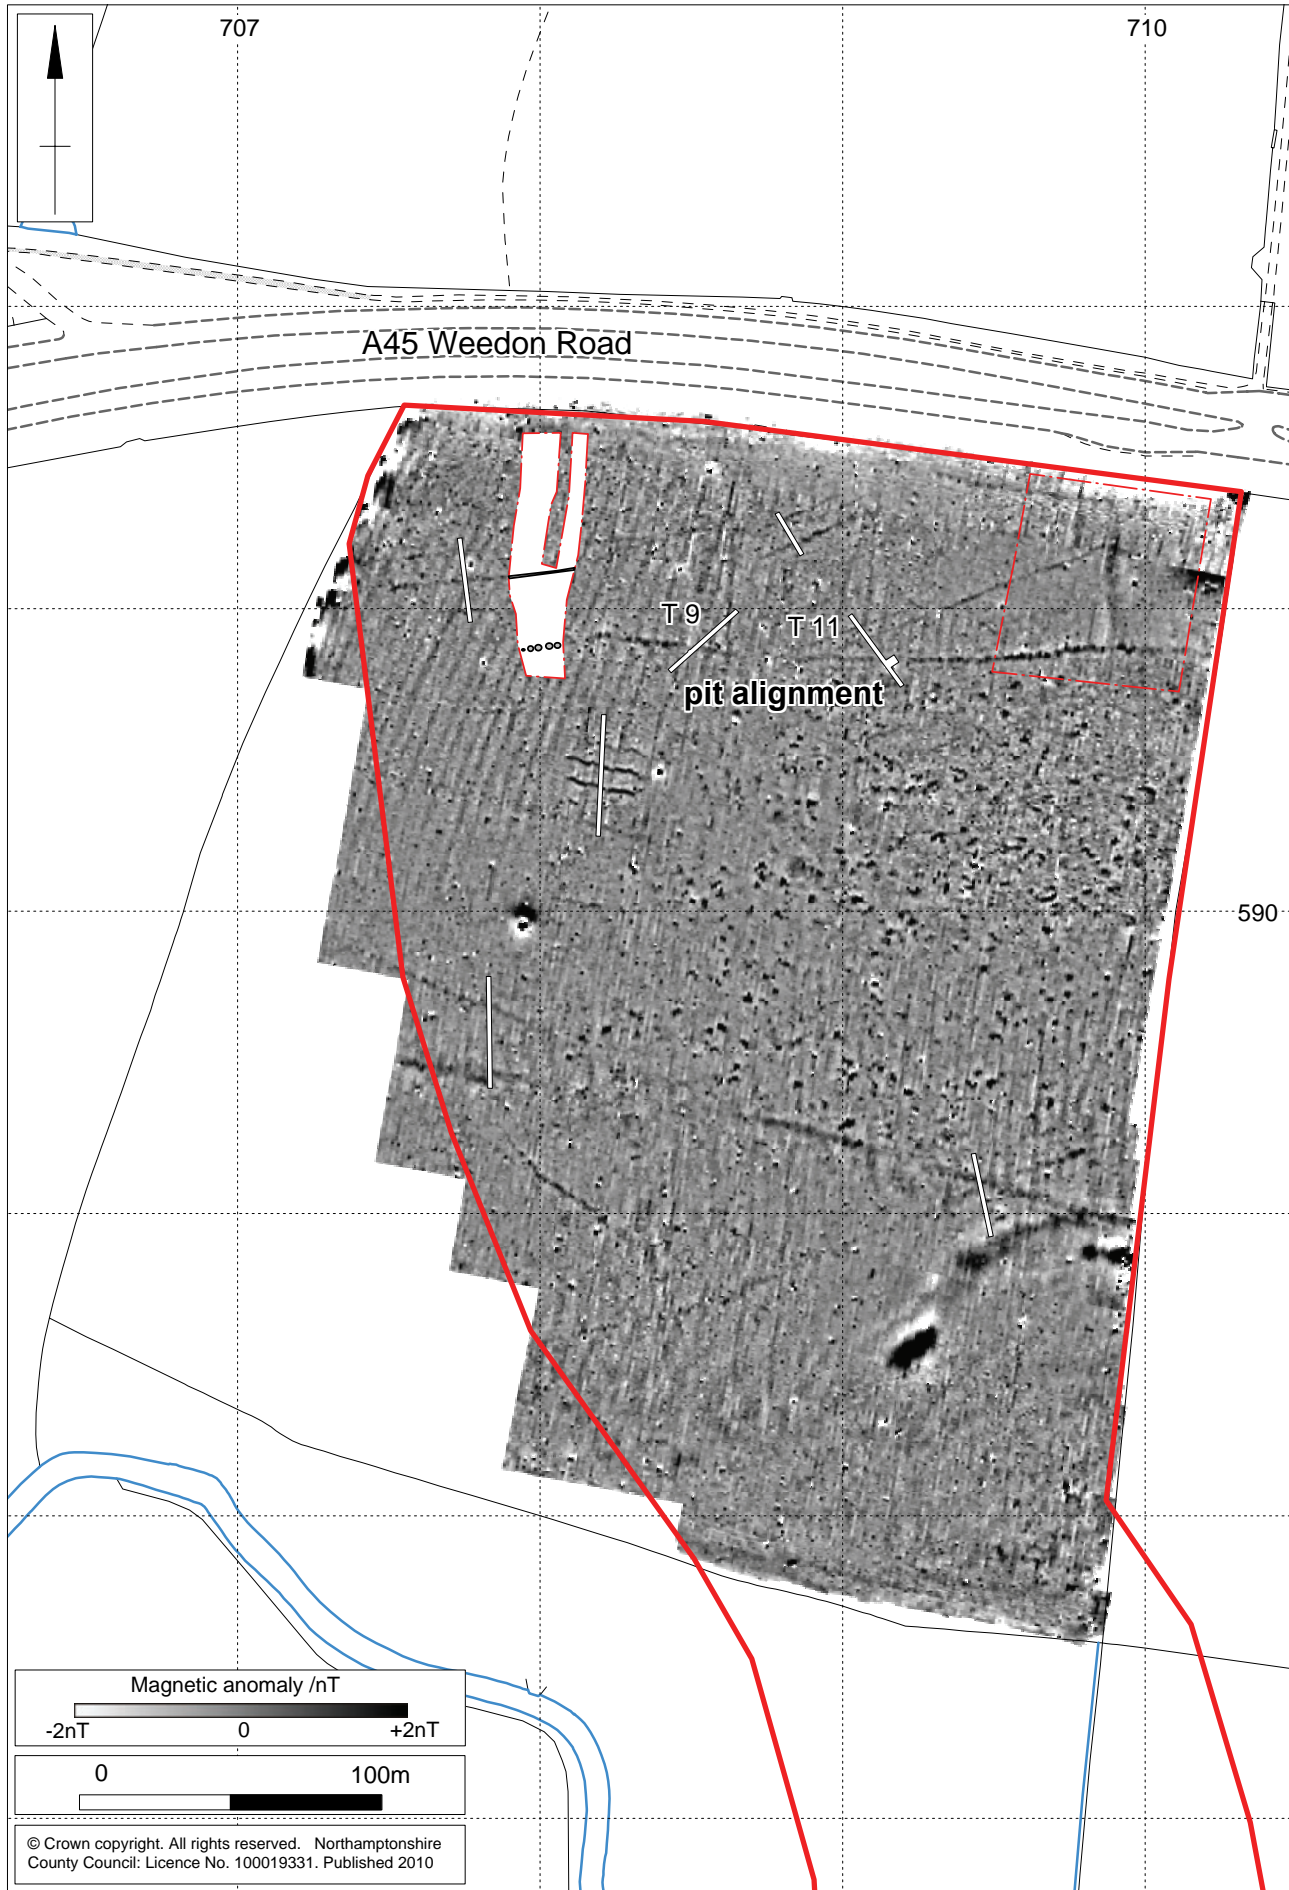 707
710
A45 Weedon Road
T 9
T 11
pit alignment
590
Magnetic anomaly /nT
-2nT 0 +2nT
0 100m
© Crown copyright. All rights reserved. Northamptonshire
County Council: Licence No. 100019331. Published 2010